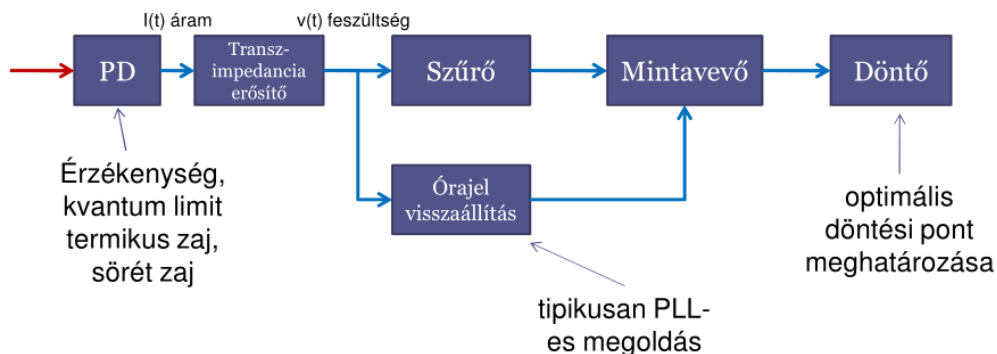 I(t) áram
v(t) feszültség
PD
Transz-
impedancia
erősítő
Szűrő
Mintavevő
Döntő
Érzékenység,
kvantum limit
termikus zaj,
sörét zaj
Órajel
visszaállítás
optimális
döntési pont
meghatározása
tipikusan PLL-
es megoldás